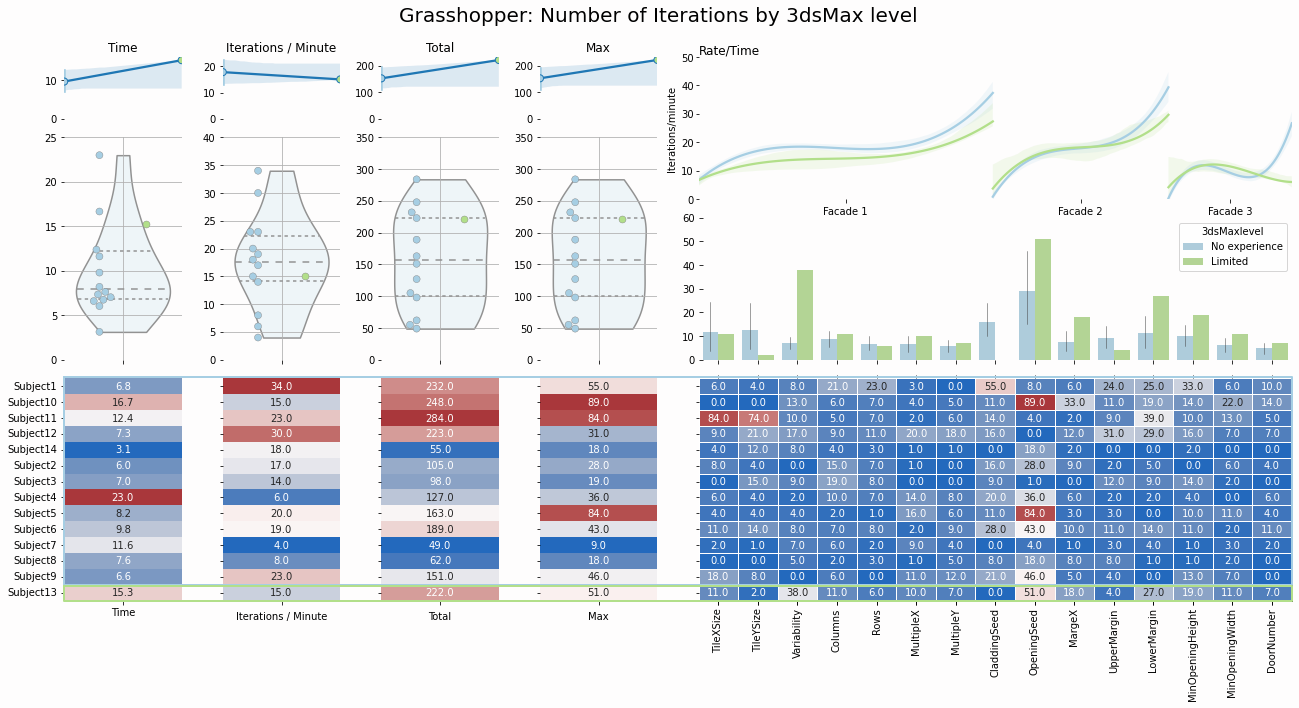 Grasshopper: Number of Iterations by 3dsMax level
Time
Iterations / Minute
Total
Max
Rate/Time
10
0
20
10
0
200
100
0
200
100
0
50
40
30
20
10
0
Iterations/minute
Facade 1
Facade 2
Facade 3
25
20
15
10
5
0
40
35
30
25
20
15
10
5
0
350
300
250
200
150
100
50
0
350
300
250
200
150
100
50
0
60
50
40
30
20
10
0
3dsMaxlevel
No experience
Limited
Subject1 6.8 34.0 232.0 55.0 6.0 4.0 8.0 21.0 23.0 3.0 0.0 55.0 8.0 6.0 24.0 25.0 33.0 6.0 10.0
Subject10 16.7 15.0 248.0 89.0 0.0 0.0 13.0 6.0 7.0 4.0 5.0 11.0 89.0 33.0 11.0 19.0 14.0 22.0 14.0
Subject11 12.4 23.0 284.0 84.0 84.0 74.0 10.0 5.0 7.0 2.0 6.0 14.0 4.0 2.0 9.0 39.0 10.0 13.0 5.0
Subject12 7.3 30.0 223.0 31.0 9.0 21.0 17.0 9.0 11.0 20.0 18.0 16.0 0.0 12.0 31.0 29.0 16.0 7.0 7.0
Subject14 3.1 18.0 55.0 18.0 4.0 12.0 8.0 4.0 3.0 1.0 1.0 0.0 18.0 2.0 0.0 0.0 2.0 0.0 0.0
Subject2 6.0 17.0 105.0 28.0 8.0 4.0 0.0 15.0 7.0 1.0 0.0 16.0 28.0 9.0 2.0 5.0 0.0 6.0 4.0
Subject3 7.0 14.0 98.0 19.0 0.0 15.0 9.0 19.0 8.0 0.0 0.0 9.0 1.0 0.0 12.0 9.0 14.0 2.0 0.0
Subject4 23.0 6.0 127.0 36.0 6.0 4.0 2.0 10.0 7.0 14.0 8.0 20.0 36.0 6.0 2.0 2.0 4.0 0.0 6.0
Subject5 8.2 20.0 163.0 84.0 4.0 4.0 4.0 2.0 1.0 16.0 6.0 11.0 84.0 3.0 3.0 0.0 10.0 11.0 4.0
Subject6 9.8 19.0 189.0 43.0 11.0 14.0 8.0 7.0 8.0 2.0 9.0 28.0 43.0 10.0 11.0 14.0 11.0 2.0 11.0
Subject7 11.6 4.0 49.0 9.0 2.0 1.0 7.0 6.0 2.0 9.0 4.0 0.0 4.0 1.0 3.0 4.0 1.0 3.0 2.0
Subject8 7.6 8.0 62.0 18.0 0.0 0.0 5.0 2.0 3.0 1.0 5.0 8.0 18.0 8.0 8.0 1.0 1.0 2.0 0.0
Subject9 6.6 23.0 151.0 46.0 18.0 8.0 0.0 6.0 0.0 11.0 12.0 21.0 46.0 5.0 4.0 0.0 13.0 7.0 0.0
Subject13 15.3 15.0 222.0 51.0 11.0 2.0 38.0 11.0 6.0 10.0 7.0 0.0 51.0 18.0 4.0 27.0 19.0 11.0 7.0
Time
Iterations / Minute
Total
Max
TileXSize
TileYSize
Variability
Columns
Rows
MultipleX
MultipleY
CladdingSeed
OpeningSeed
MargeX
UpperMargin
LowerMargin
MinOpeningHeight
MinOpeningWidth
DoorNumber